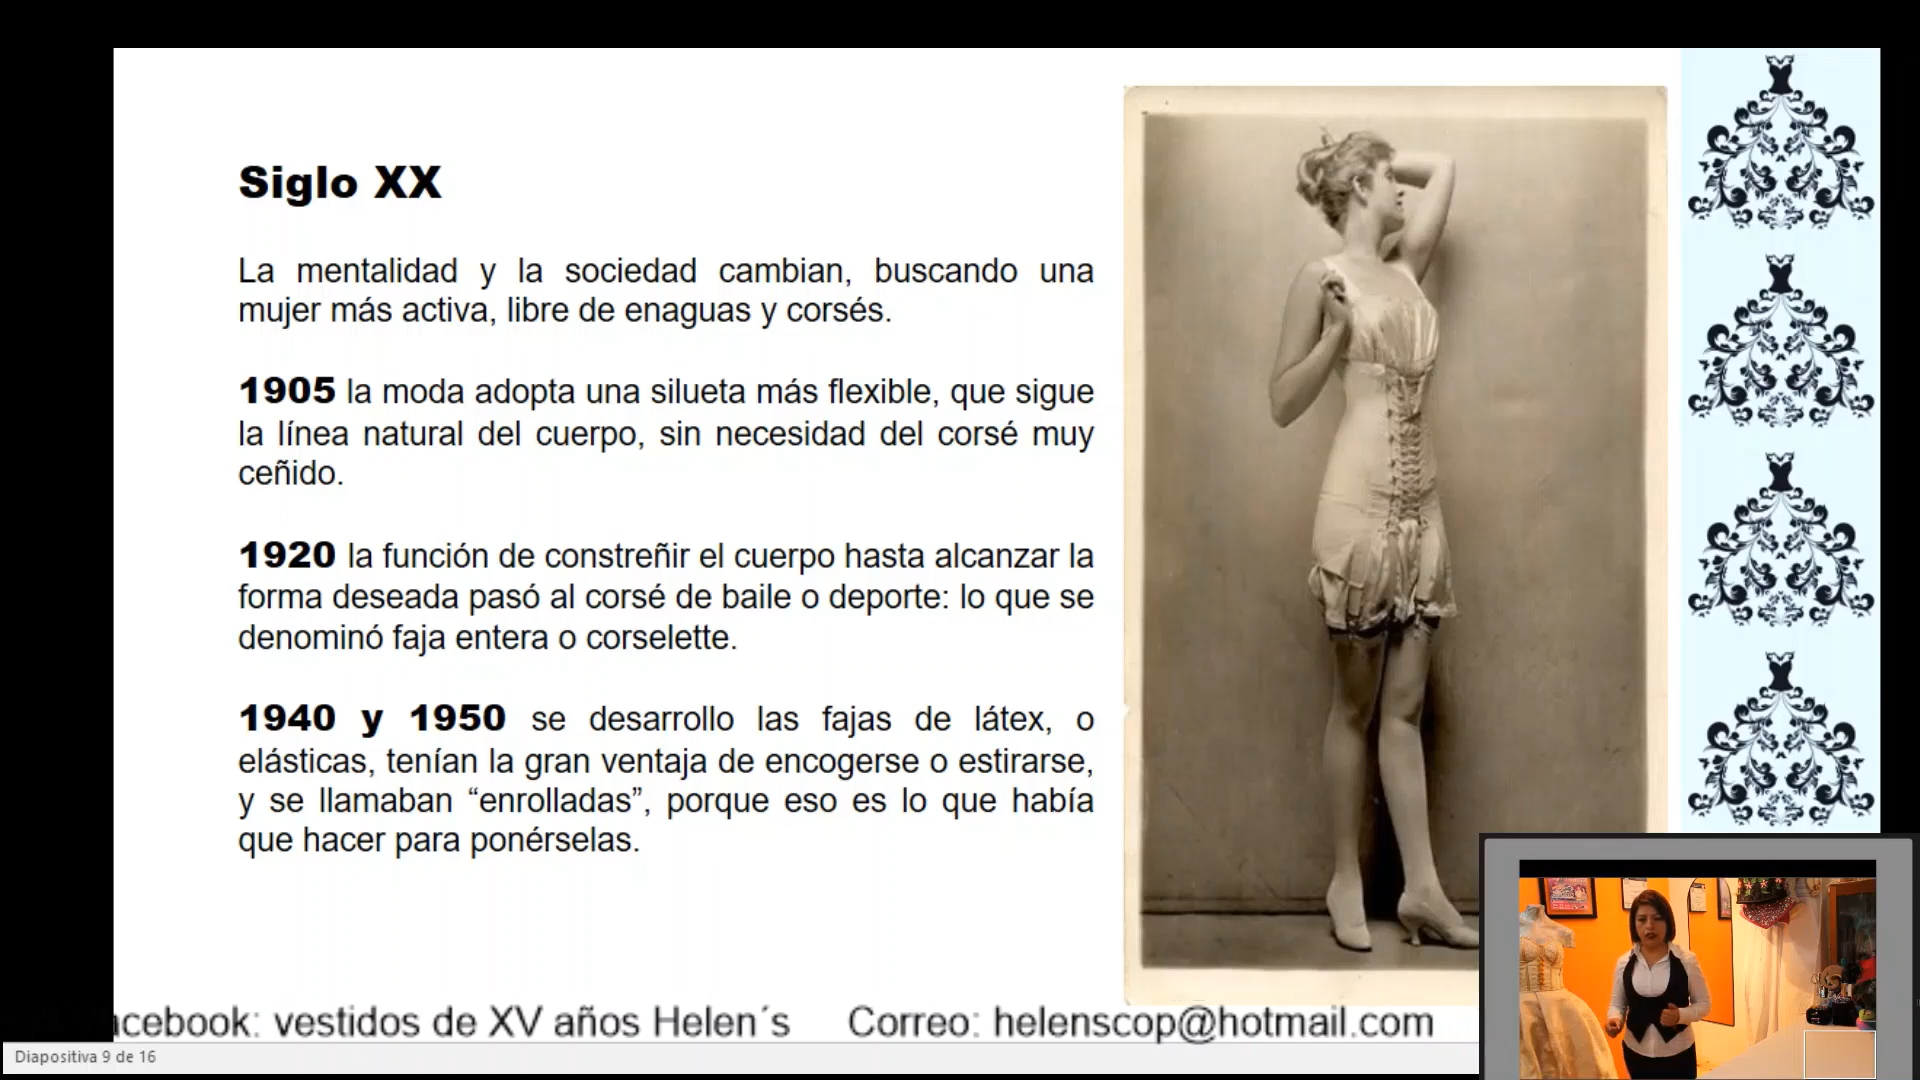 Siglo XX
La mentalidad y la sociedad cambian, buscando una
mujer más activa, libre de enaguas y corsés.
1905 la moda adopta una silueta más flexible, que sigue
la línea natural del cuerpo, sin necesidad del corsé muy
ceñido.
1920 la función de constreñir el cuerpo hasta alcanzar la
forma deseada pasó al corsé de baile o deporte: lo que se
denominó faja entera o corselette.
1940 y 1950 se desarrollo las fajas de látex, o
elásticas, tenían la gran ventaja de encogerse o estirarse,
y se llamaban “enrolladas”, porque eso es lo que había
que hacer para ponérselas.
acebook: vestidos de XV años Helen´s Correo: helenscop@hotmail.com
Diapositiva 9 de 16